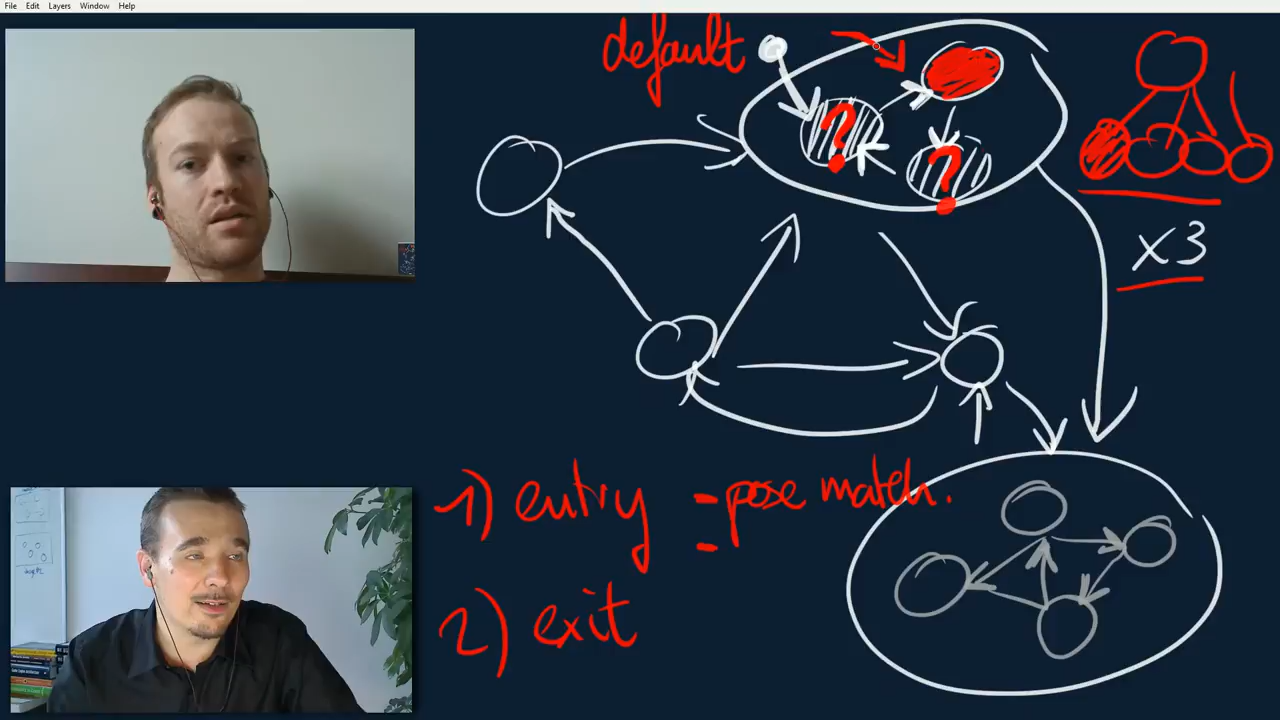 File Edit Layers Window Help
default
?
?
x3
1) entry - pose match.
-
2) exit